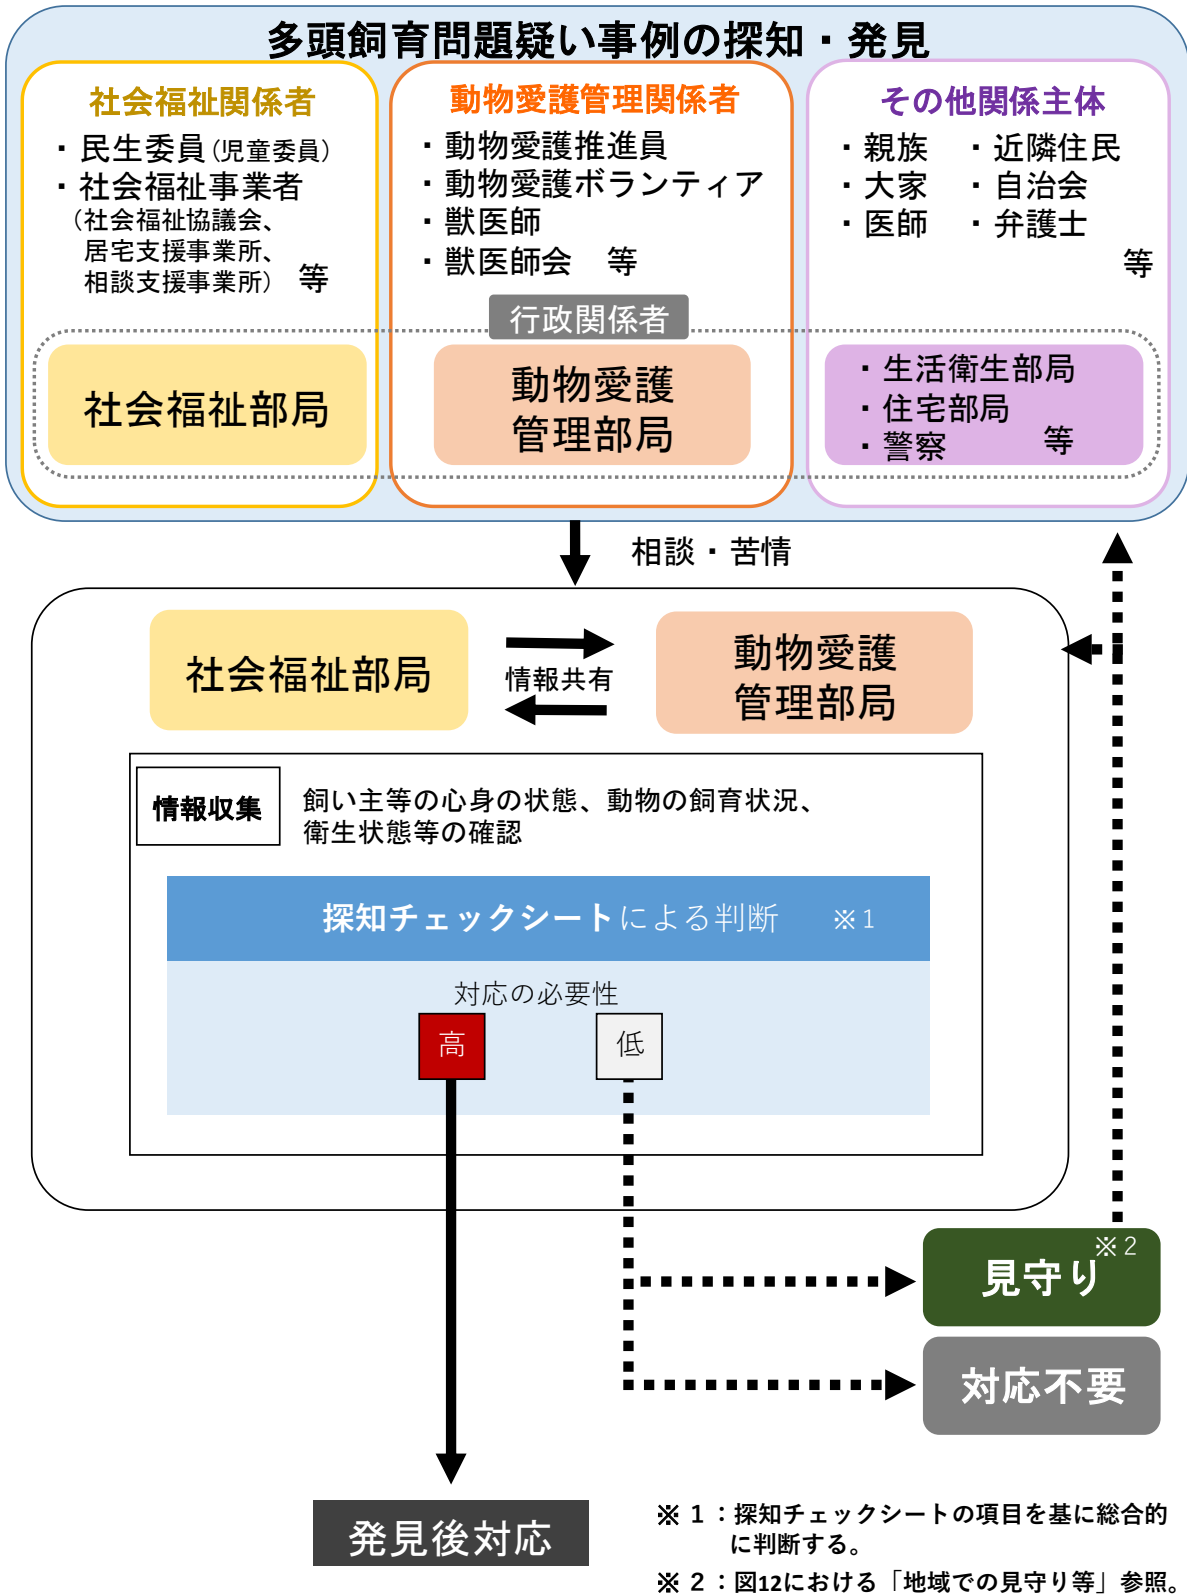 多頭飼育問題疑い事例の探知・発見
社会福祉関係者
・民生委員(児童委員)
・社会福祉事業者
（社会福祉協議会、
居宅支援事業所、
相談支援事業所） 等
動物愛護管理関係者
・動物愛護推進員
・動物愛護ボランティア
・獣医師
・獣医師会 等
その他関係主体
・親族 ・近隣住民
・大家 ・自治会
・医師 ・弁護士
等
行政関係者
社会福祉部局
動物愛護
管理部局
・生活衛生部局
・住宅部局
・警察 等
相談・苦情
社会福祉部局
情報共有
動物愛護
管理部局
情報収集
飼い主等の心身の状態、動物の飼育状況、
衛生状態等の確認
探知チェックシートによる判断 ※1
対応の必要性
高
低
※2
見守り
対応不要
発見後対応
※1：探知チェックシートの項目を基に総合的
に判断する。
※2：図12における「地域での見守り等」参照。